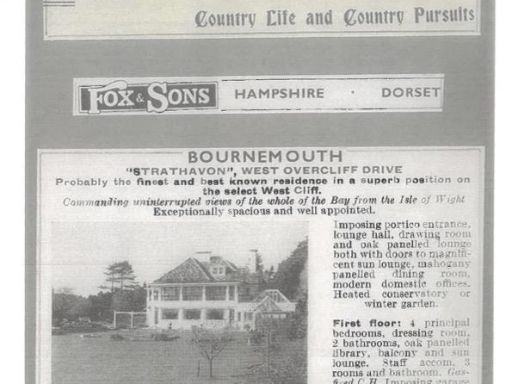 Country Life and Country Pursuits
FOX & SONS HAMPSHIRE · DORSET
BOURNEMOUTH
"STRATHAVON", WEST OVERCLIFF DRIVE
Probably the finest and best known residence in a superb position on
the select West Cliff.
Commanding uninterrupted views of the whole of the Bay from the Isle of Wight
Exceptionally spacious and well appointed.
Imposing portico entrance,
lounge hall, drawing room
and oak panelled lounge
both with doors to magnifi-
cent sun lounge, mahogany
panelled dining room,
modern domestic offices.
Heated conservatory or
winter garden.
First floor: 4 principal
bedrooms, dressing room,
2 bathrooms, oak panelled
library, balcony and sun
lounge. Staff accom. 3
rooms and bathroom. Gas-
fired C.H. Imposing garage